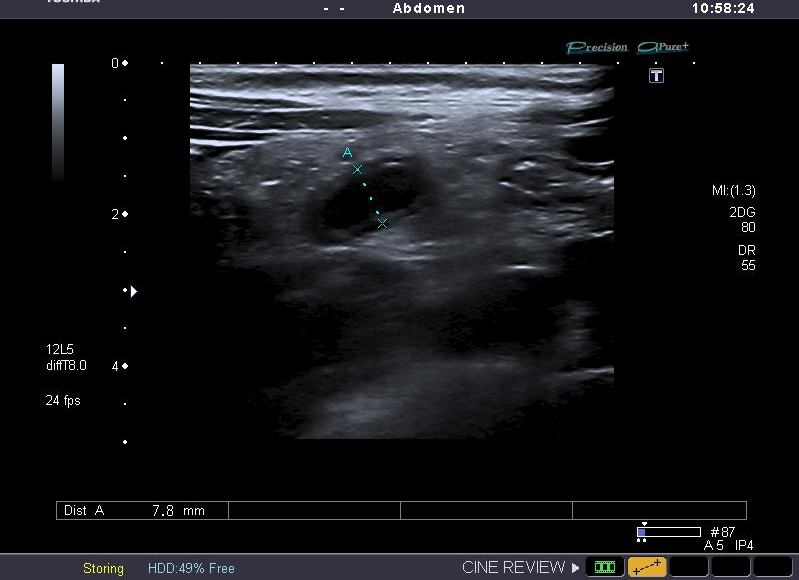 - - Abdomen 10:58:24
Precision APure+
T
0
A
MI:(1.3)
2DG
80
DR
55
2
12L5
diffT8.0
24 fps
4
Dist A 7.8 mm
#87
A 5 IP4
Storing HDD:49% Free CINE REVIEW